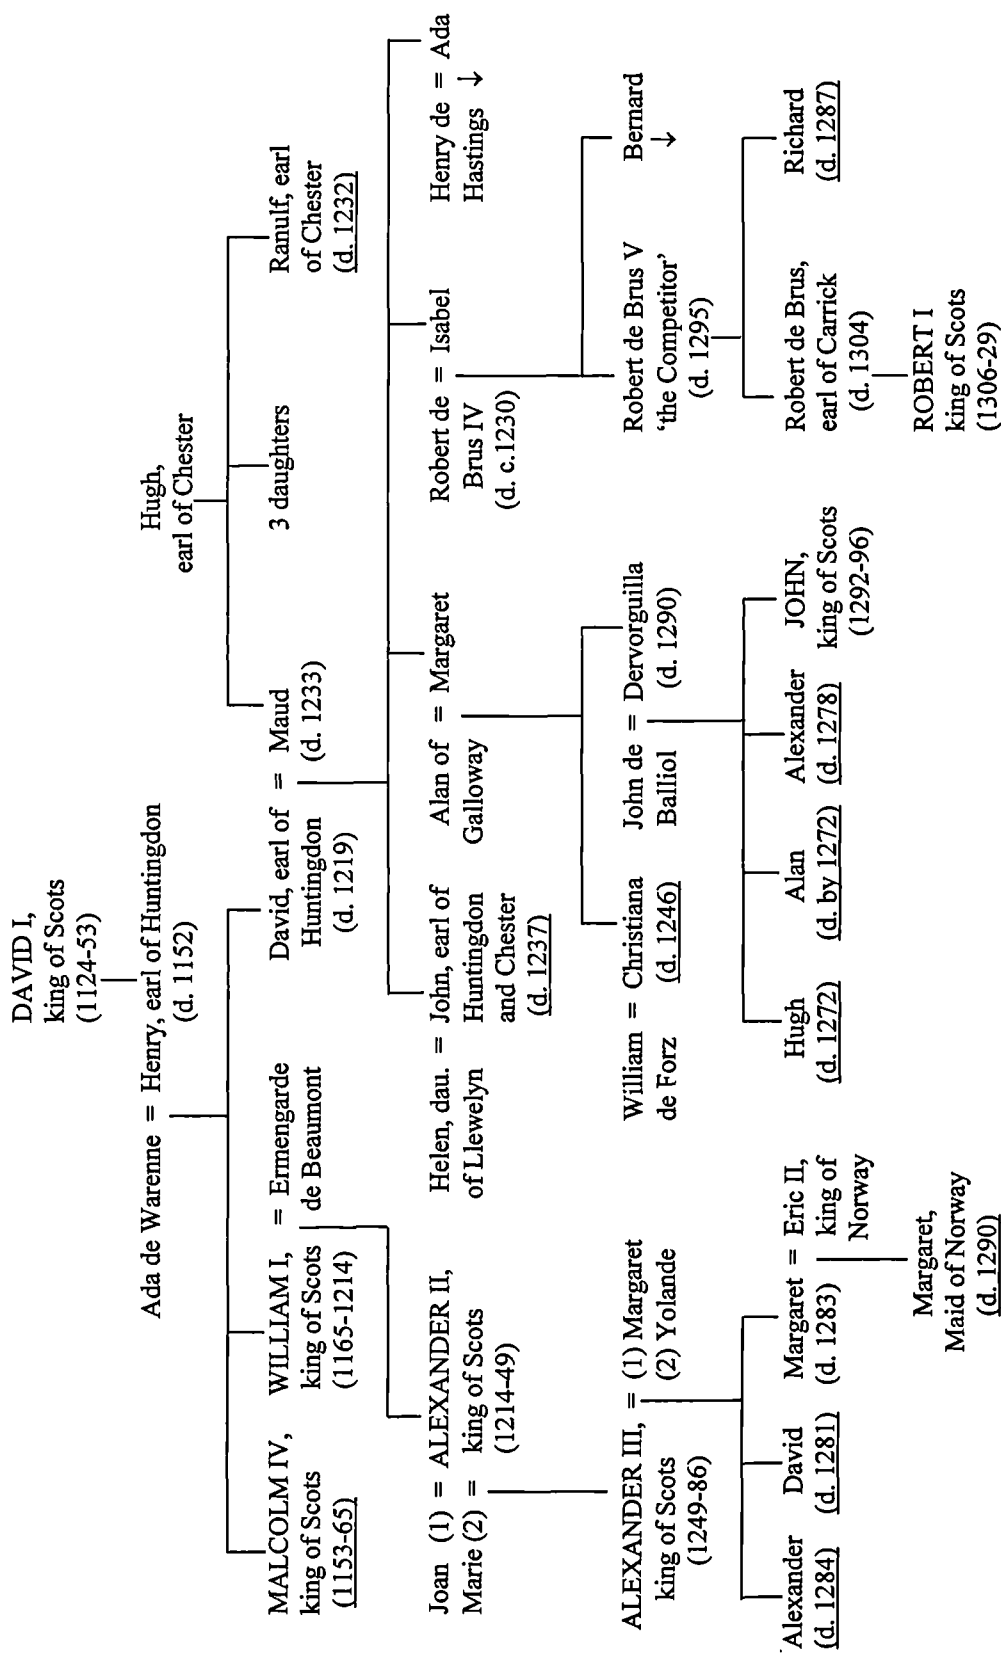 DAVID I,
king of Scots
(1124-53)
Ada de Warenne = Henry, earl of Huntingdon
(d. 1152)
Hugh,
earl of Chester
MALCOLM IV,
king of Scots
(1153-65)
WILLIAM I, = Ermengarde
king of Scots de Beaumont
(1165-1214)
David, earl of = Maud
Huntingdon (d. 1233)
(d. 1219)
3 daughters
Ranulf, earl
of Chester
(d. 1232)
Joan (1) = ALEXANDER II,
Marie (2) = king of Scots
(1214-49)
Helen, dau. = John, earl of
of Llewelyn Huntingdon
and Chester
(d. 1237)
Alan of = Margaret
Galloway
Robert de = Isabel
Brus IV
(d. c.1230)
Henry de = Ada
Hastings ↓
ALEXANDER III, = (1) Margaret
king of Scots (2) Yolande
(1249-86)
William = Christiana
de Forz (d. 1246)
John de = Dervorguilla
Balliol (d. 1290)
Robert de Brus V
‘the Competitor’
(d. 1295)
Bernard
↓
Alexander
(d. 1284)
David
(d. 1281)
Margaret = Eric II,
(d. 1283) king of
Norway
Hugh
(d. 1272)
Alan
(d. by 1272)
Alexander
(d. 1278)
JOHN,
king of Scots
(1292-96)
Robert de Brus,
earl of Carrick
(d. 1304)
Richard
(d. 1287)
Margaret,
Maid of Norway
(d. 1290)
ROBERT I
king of Scots
(1306-29)